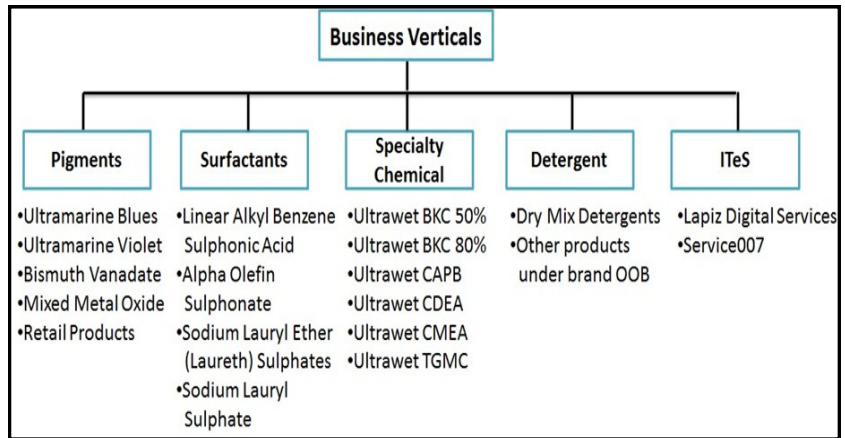 Business Verticals
Pigments
•Ultramarine Blues
•Ultramarine Violet
•Bismuth Vanadate
•Mixed Metal Oxide
•Retail Products
Surfactants
•Linear Alkyl Benzene
Sulphonic Acid
•Alpha Olefin
Sulphonate
•Sodium Lauryl Ether
(Laureth) Sulphates
•Sodium Lauryl
Sulphate
Specialty
Chemical
•Ultrawet BKC 50%
•Ultrawet BKC 80%
•Ultrawet CAPB
•Ultrawet CDEA
•Ultrawet CMEA
•Ultrawet TGMC
Detergent
•Dry Mix Detergents
•Other products
under brand OOB
ITeS
•Lapiz Digital Services
•Service007